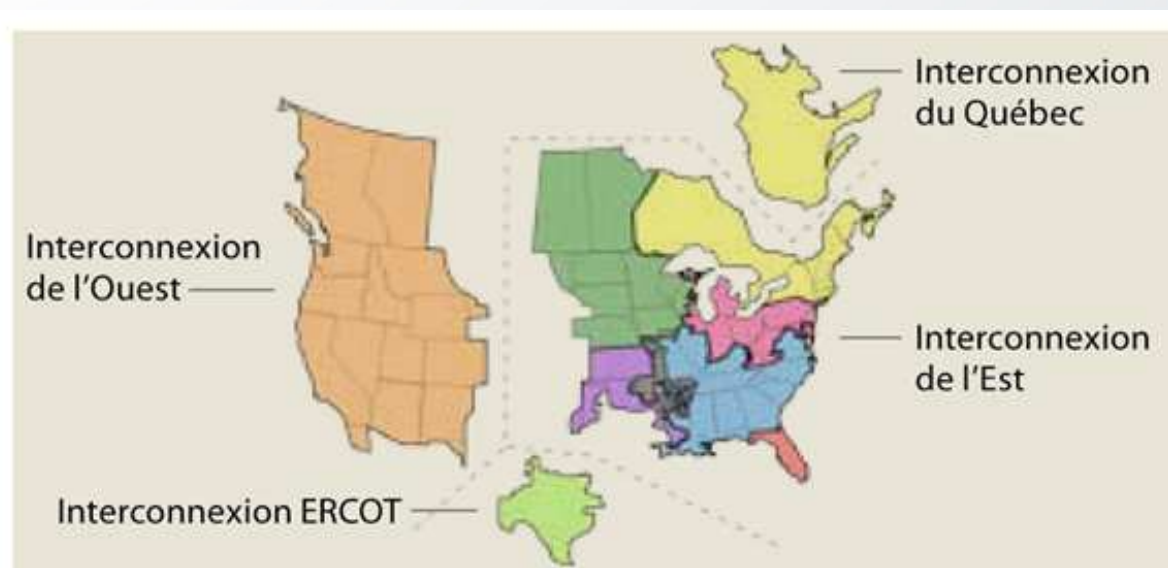 Interconnexion
du Québec
Interconnexion
de l'Ouest
Interconnexion
de l'Est
Interconnexion ERCOT